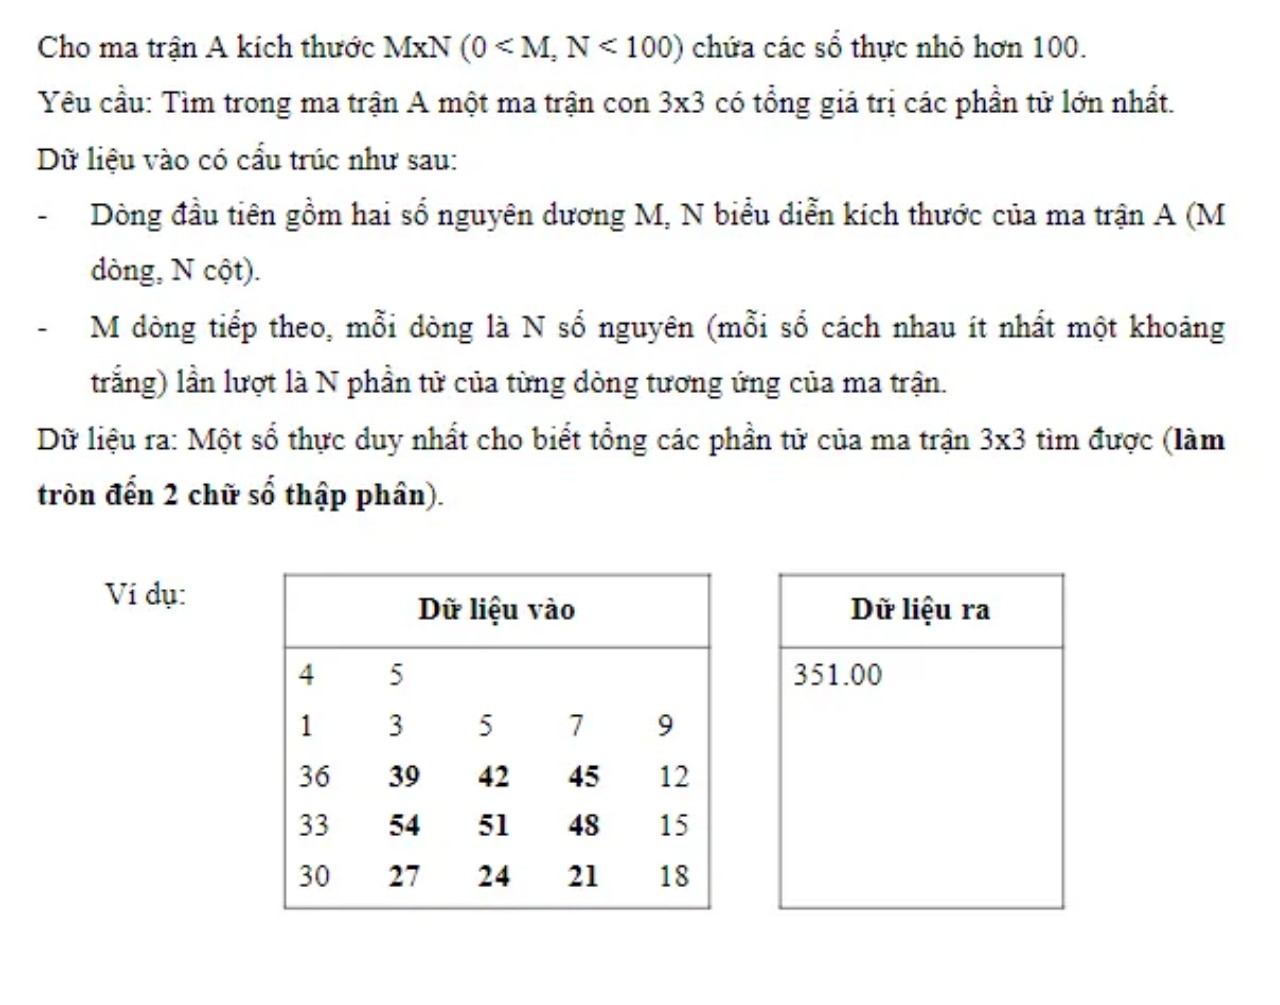 Cho ma trận A kích thước MxN (0 < M, N < 100) chứa các số thực nhỏ hơn 100.
Yêu cầu: Tìm trong ma trận A một ma trận con 3x3 có tổng giá trị các phần tử lớn nhất.
Dữ liệu vào có cấu trúc như sau:
- Dòng đầu tiên gồm hai số nguyên dương M, N biểu diễn kích thước của ma trận A (M
dòng, N cột).
- M dòng tiếp theo, mỗi dòng là N số nguyên (mỗi số cách nhau ít nhất một khoảng
trắng) lần lượt là N phần tử của từng dòng tương ứng của ma trận.
Dữ liệu ra: Một số thực duy nhất cho biết tổng các phần tử của ma trận 3x3 tìm được (làm
tròn đến 2 chữ số thập phân).
Ví dụ:
Dữ liệu vào
4 5
1 3 5 7 9
36 39 42 45 12
33 54 51 48 15
30 27 24 21 18
Dữ liệu ra
351.00